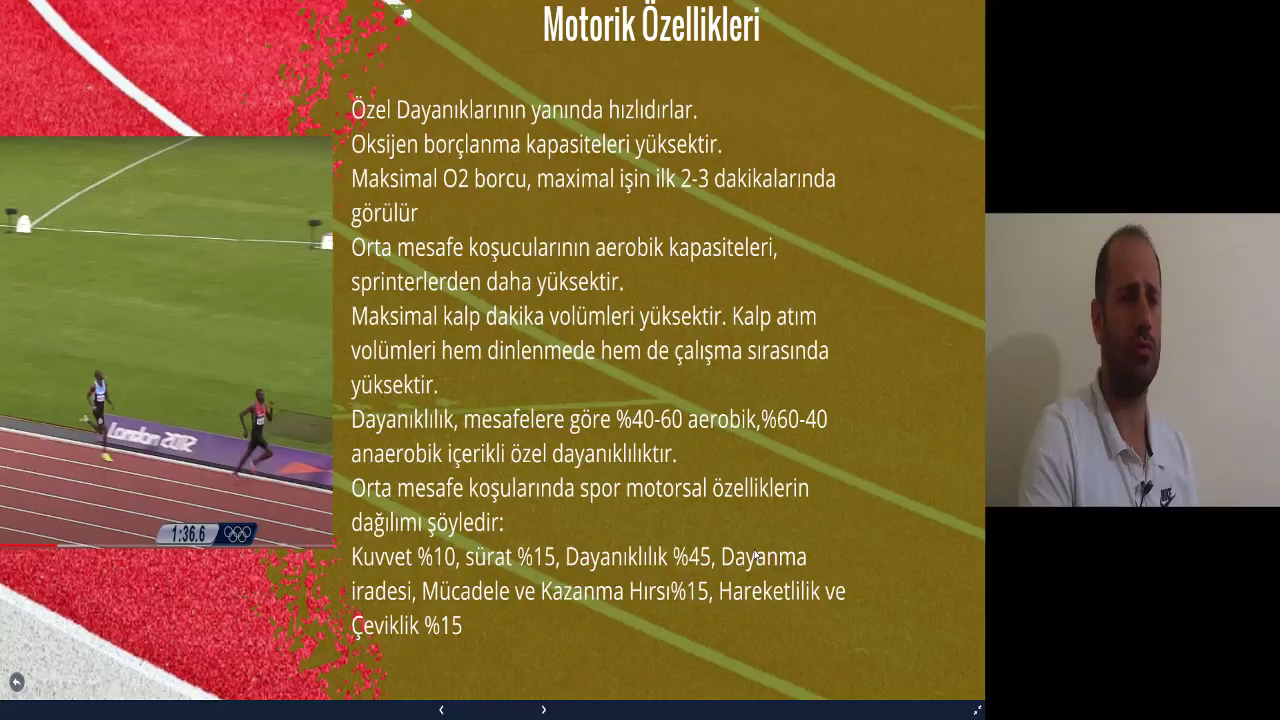 Motorik Özellikleri
Özel Dayanıklarının yanında hızlıdırlar.
Oksijen borçlanma kapasiteleri yüksektir.
Maksimal O2 borcu, maximal işin ilk 2-3 dakikalarında
görülür
Orta mesafe koşucularının aerobik kapasiteleri,
sprinterlerden daha yüksektir.
Maksimal kalp dakika volümleri yüksektir. Kalp atım
volümleri hem dinlenmede hem de çalışma sırasında
yüksektir.
Dayanıklılık, mesafelere göre %40-60 aerobik,%60-40
anaerobik içerikli özel dayanıklılıktır.
Orta mesafe koşularında spor motorsal özelliklerin
dağılımı şöyledir:
Kuvvet %10, sürat %15, Dayanıklılık %45, Dayanma
iradesi, Mücadele ve Kazanma Hırsı%15, Hareketlilik ve
Çeviklik %15
London 2012
1:36.6
NIKE